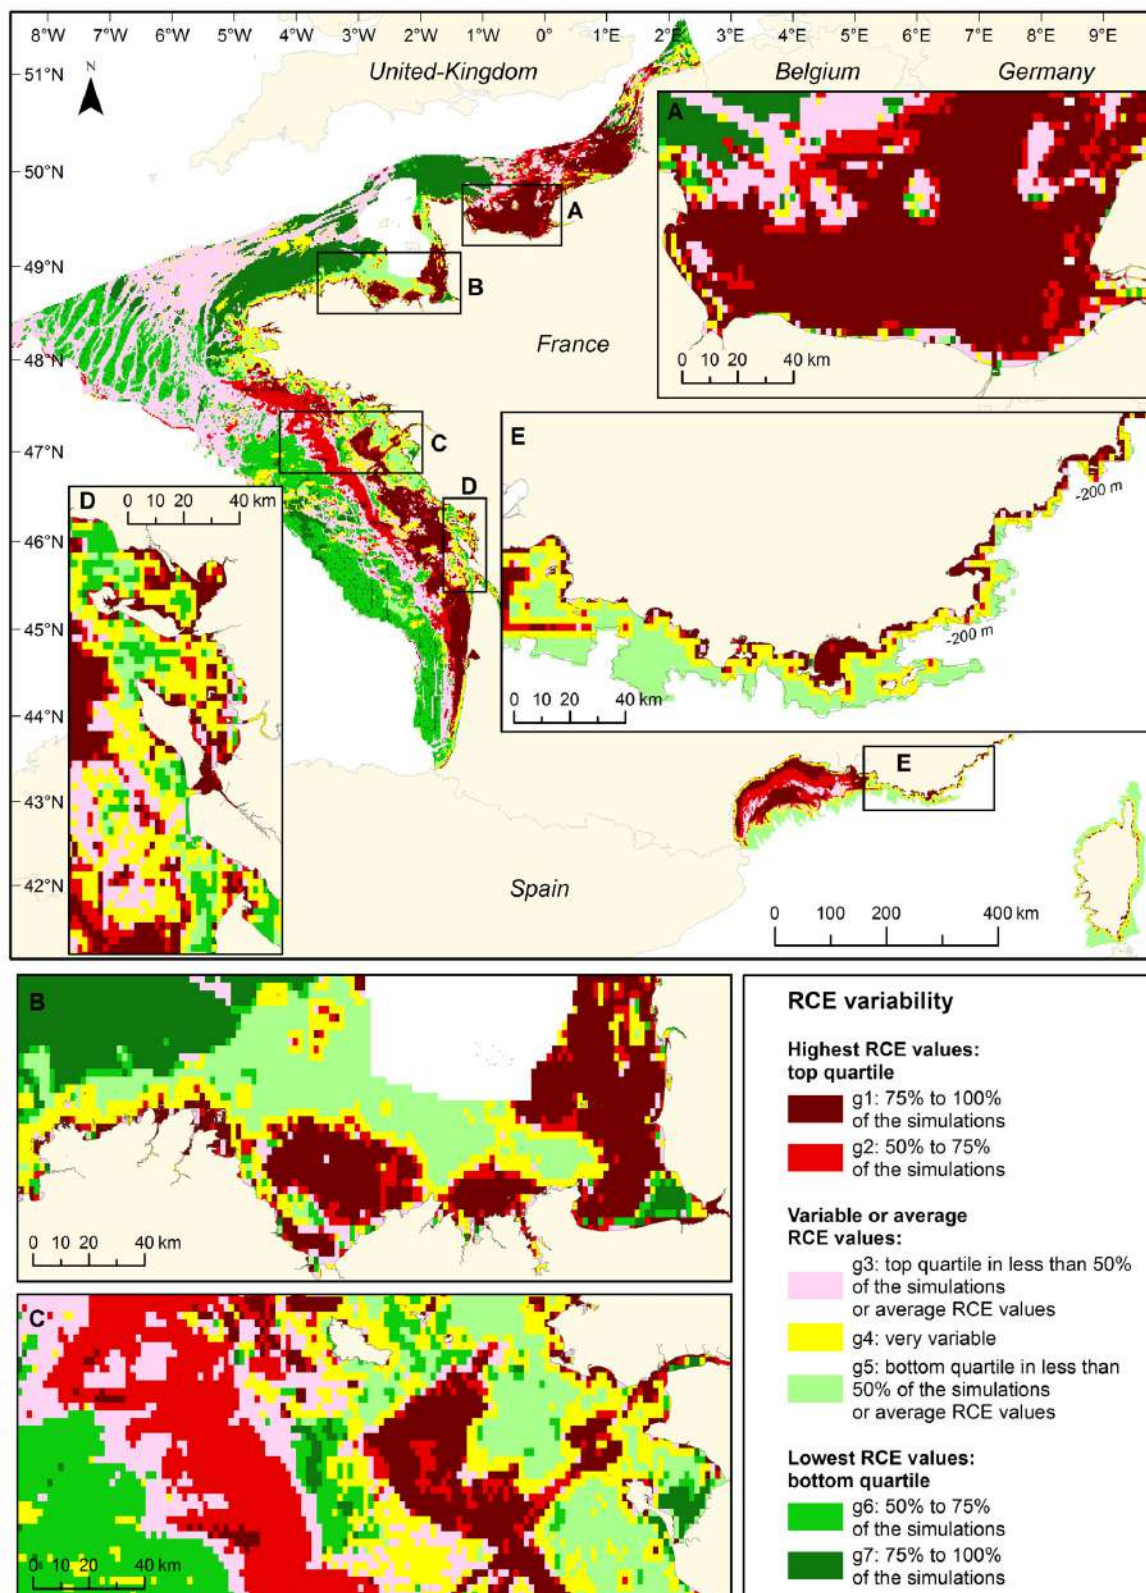 8°W 7°W 6°W 5°W 4°W 3°W 2°W 1°W 0° 1°E 2°E 3°E 4°E 5°E 6°E 7°E 8°E 9°E
N
51°N
50°N
49°N
48°N
47°N
46°N
45°N
44°N
43°N
42°N
United-Kingdom
Belgium
Germany
France
Spain
A
B
C
D
E
0 100 200 400 km
A
0 10 20 40 km
E
-200 m
-200 m
0 10 20 40 km
D
0 10 20 40 km
B
0 10 20 40 km
C
0 10 20 40 km
RCE variability
Highest RCE values:
top quartile
g1: 75% to 100%
of the simulations
g2: 50% to 75%
of the simulations
Variable or average
RCE values:
g3: top quartile in less than 50%
of the simulations
or average RCE values
g4: very variable
g5: bottom quartile in less than
50% of the simulations
or average RCE values
Lowest RCE values:
bottom quartile
g6: 50% to 75%
of the simulations
g7: 75% to 100%
of the simulations